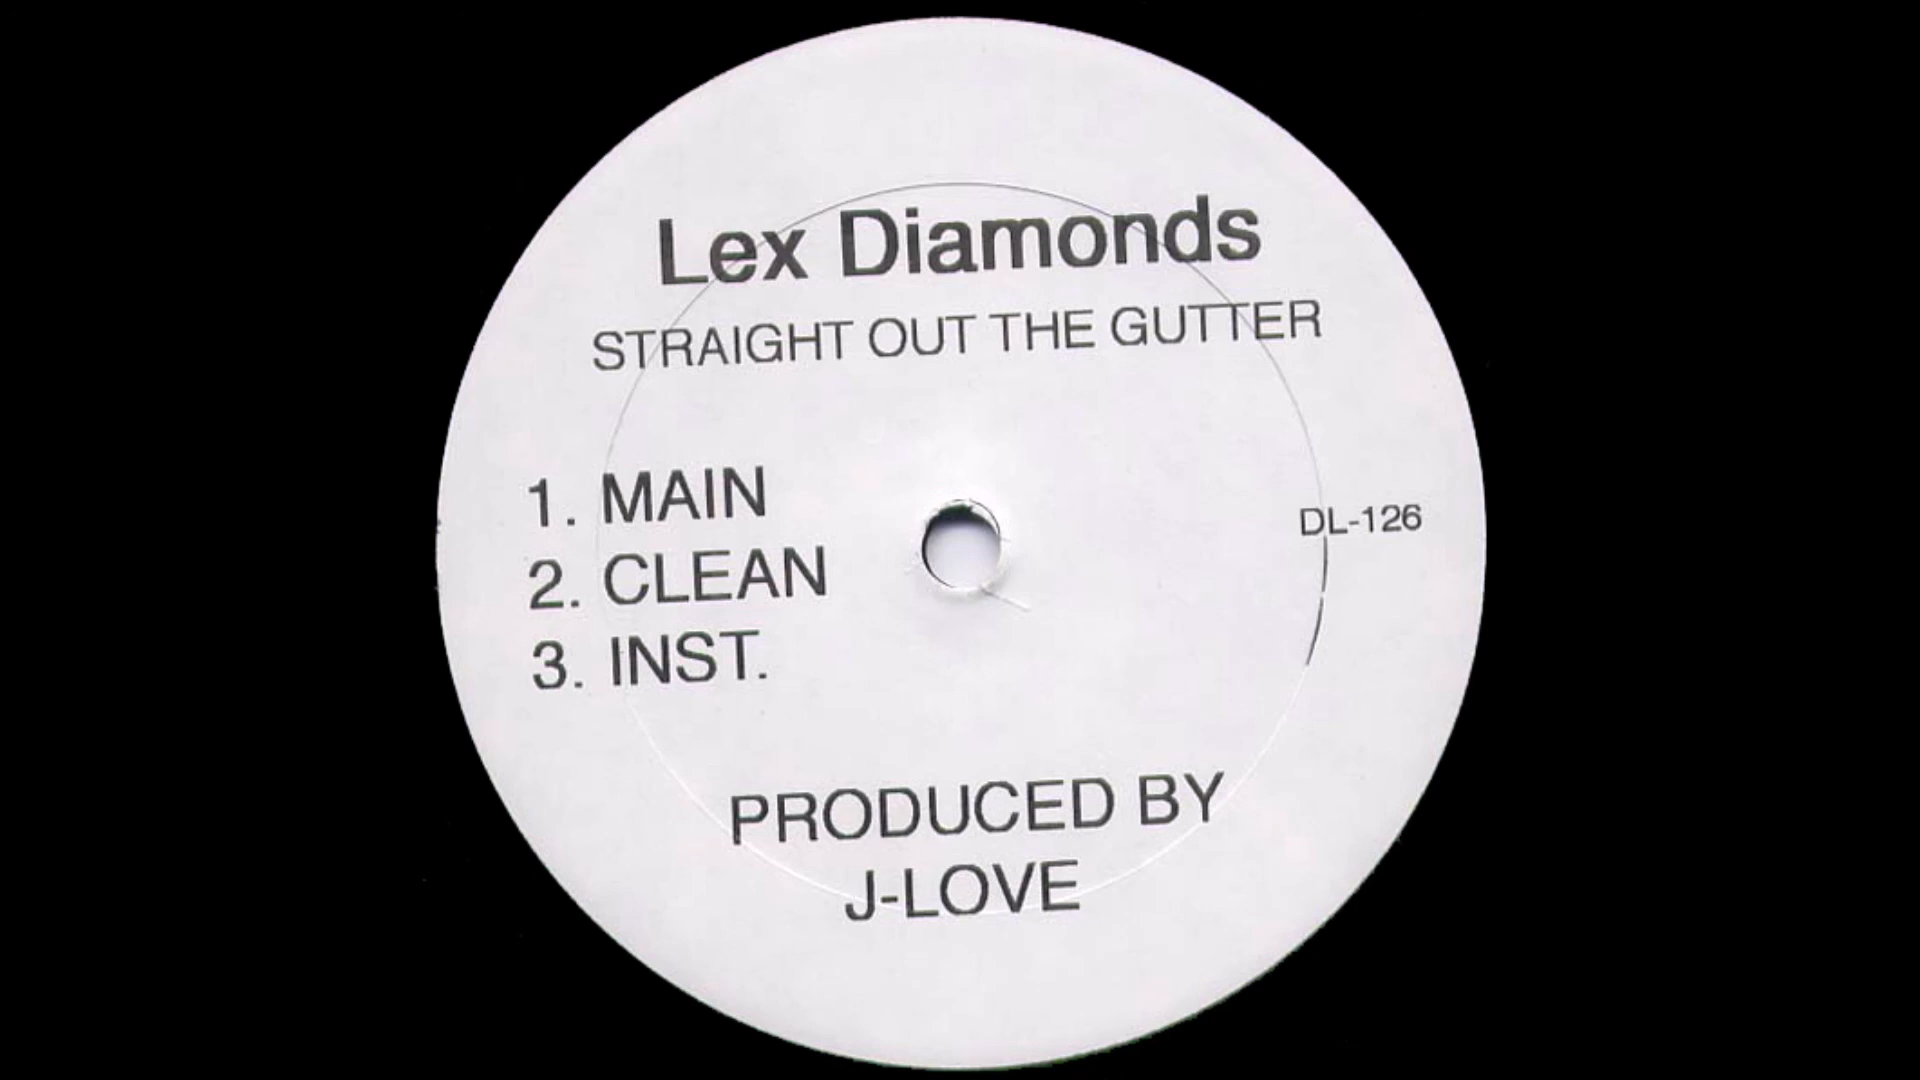 Lex Diamonds
STRAIGHT OUT THE GUTTER
1. MAIN
DL-126
2. CLEAN
3. INST.
PRODUCED BY
J-LOVE